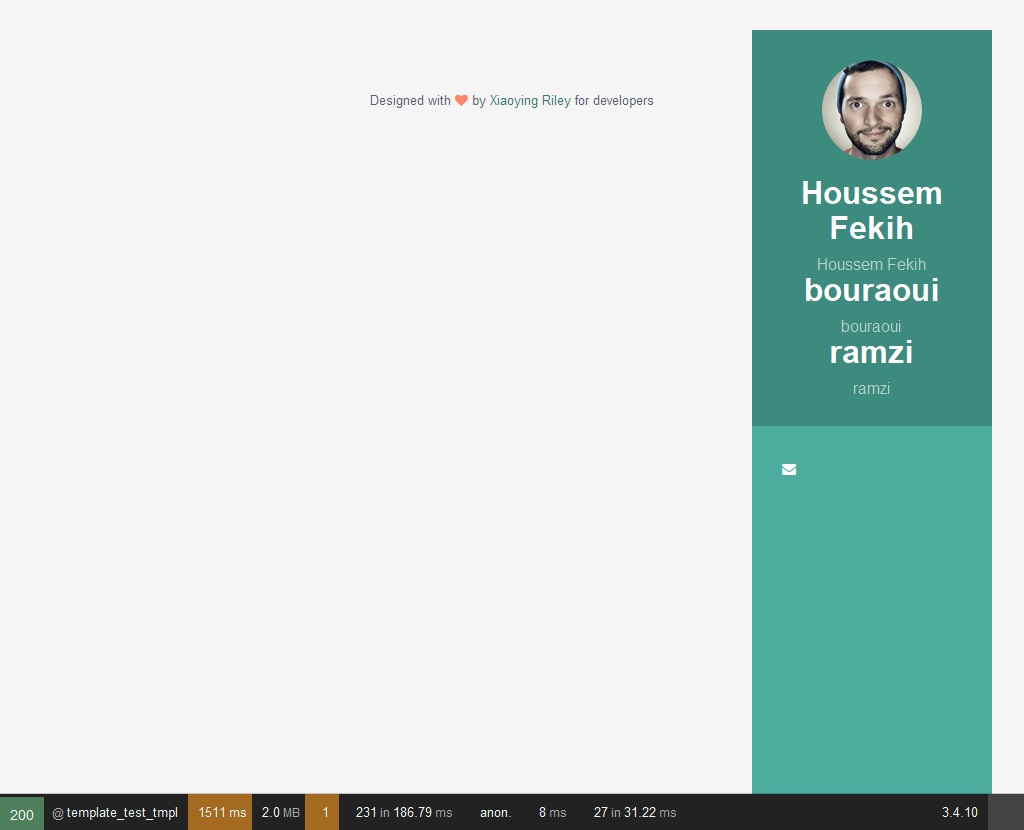 Designed with by Xiaoying Riley for developers
Houssem
Fekih
Houssem Fekih
bouraoui
bouraoui
ramzi
ramzi
200 @ template_test_tmpl 1511 ms 2.0 MB 1 231 in 186.79 ms anon. 8 ms 27 in 31.22 ms 3.4.10